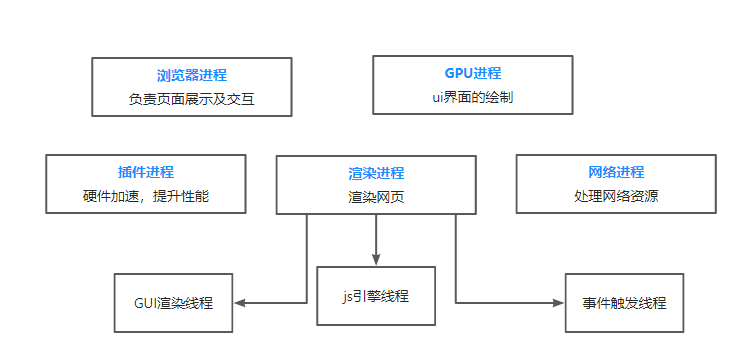 浏览器进程
负责页面展示及交互
GPU进程
ui界面的绘制
插件进程
硬件加速，提升性能
渲染进程
渲染网页
网络进程
处理网络资源
GUI渲染线程
js引擎线程
事件触发线程